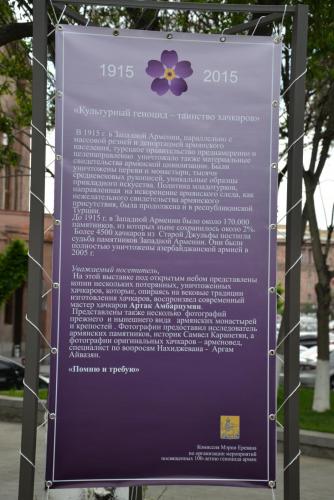 1915 2015
«Культурный геноцид – таинство хачкаров»
В 1915 г. в Западной Армении, параллельно с
массовой резней и депортацией армянского
населения, турецкое правительство преднамеренно и
целенаправлено уничтожало также материальные
свидетельства армянской цивилизации. Были
уничтожены церкви и монастыри, тысячи
средневековых рукописей, уникальные образцы
прикладного искусства. Политика младотурков,
направленная на искоренение армянского следа, как
нежелательного свидетельства армянского
присутствия, была продолжена и в республиканской
Турции.
До 1915 г. в Западной Армении было около 170.000
памятников, из которых ныне сохранилось около 2%.
Более 4500 хачкаров из Старой Джульфы постигла
судьба памятников Западной Армении. Они были
полностью уничтожены азербайджанской армией в
2005 г.
Уважаемый посетитель,
На этой выставке под открытым небом представлены
копии нескольких потерянных, уничтоженных
хачкаров, которые, опираясь на вековые традиции
изготовления хачкаров, воспроизвел современный
мастер хачкаров Артак Амбарцумян.
Представлены также несколько фотографий
прежнего и нынешнего вида армянских монастырей
и крепостей . Фотографии предоставил исследователь
армянских памятников, историк Самвел Карапетян, а
фотографии оригинальных хачкаров – арменовед,
специалист по вопросам Нахиджевана - Аргам
Айвазян.
«Помню и требую»
Комиссия Мэрии Еревана
по организации мероприятий
посвященных 100-летию геноцида армян